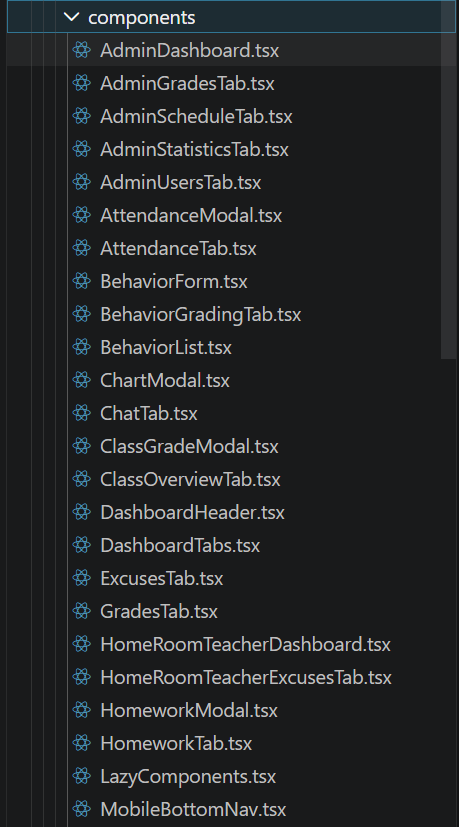 components
AdminDashboard.tsx
AdminGradesTab.tsx
AdminScheduleTab.tsx
AdminStatisticsTab.tsx
AdminUsersTab.tsx
AttendanceModal.tsx
AttendanceTab.tsx
BehaviorForm.tsx
BehaviorGradingTab.tsx
BehaviorList.tsx
ChartModal.tsx
ChatTab.tsx
ClassGradeModal.tsx
ClassOverviewTab.tsx
DashboardHeader.tsx
DashboardTabs.tsx
ExcusesTab.tsx
GradesTab.tsx
HomeRoomTeacherDashboard.tsx
HomeRoomTeacherExcusesTab.tsx
HomeworkModal.tsx
HomeworkTab.tsx
LazyComponents.tsx
MobileBottomNav.tsx